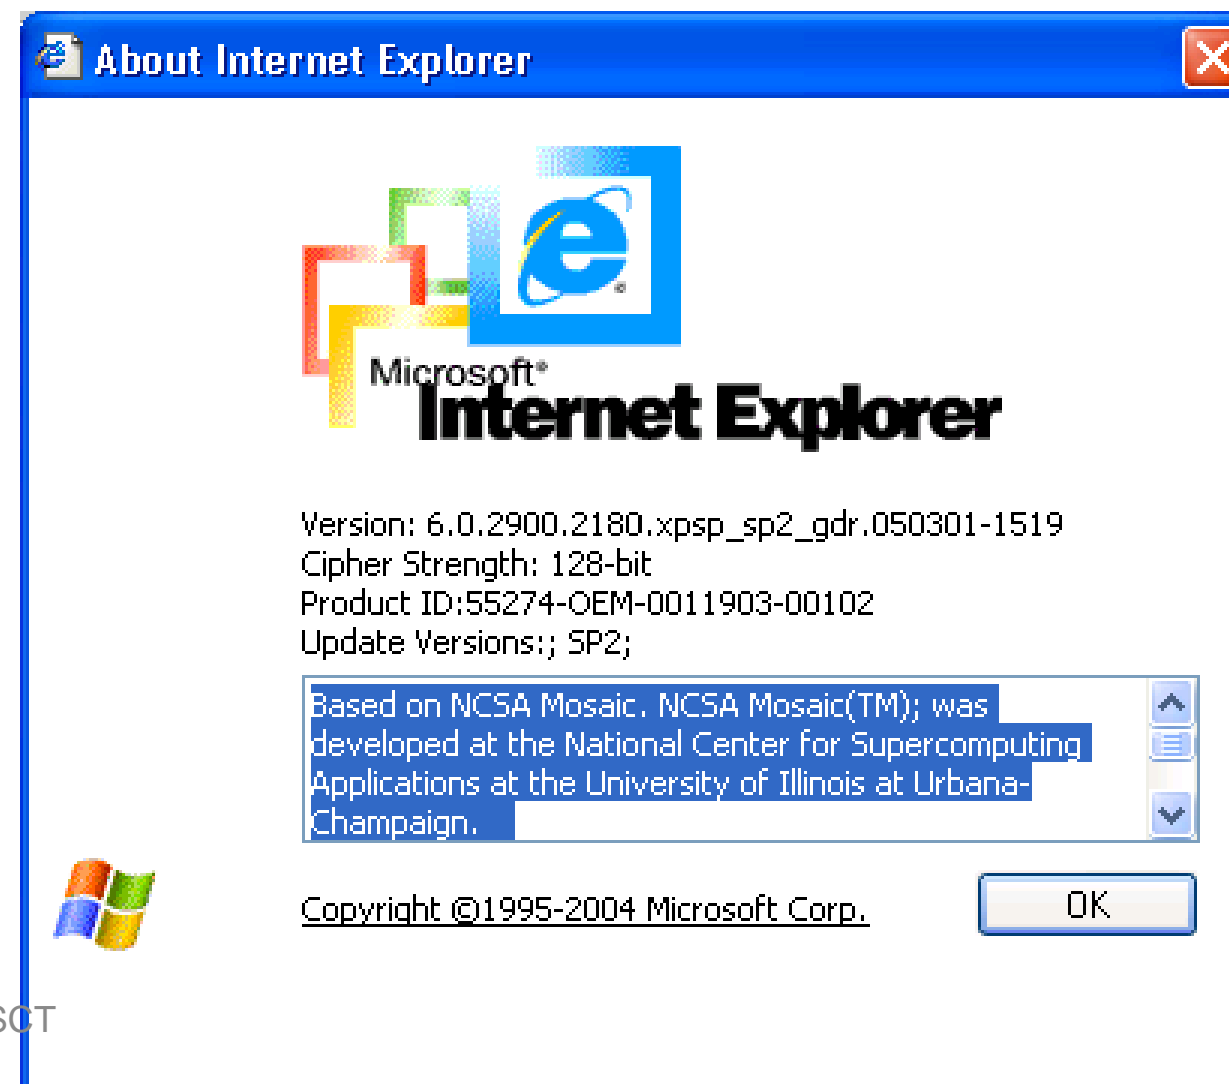 About Internet Explorer
Microsoft®
Internet Explorer
Version: 6.0.2900.2180.xpsp_sp2_gdr.050301-1519
Cipher Strength: 128-bit
Product ID:55274-OEM-0011903-00102
Update Versions:; SP2;
Based on NCSA Mosaic. NCSA Mosaic(TM); was
developed at the National Center for Supercomputing
Applications at the University of Illinois at Urbana-
Champaign.
Copyright ©1995-2004 Microsoft Corp.
OK
SCT